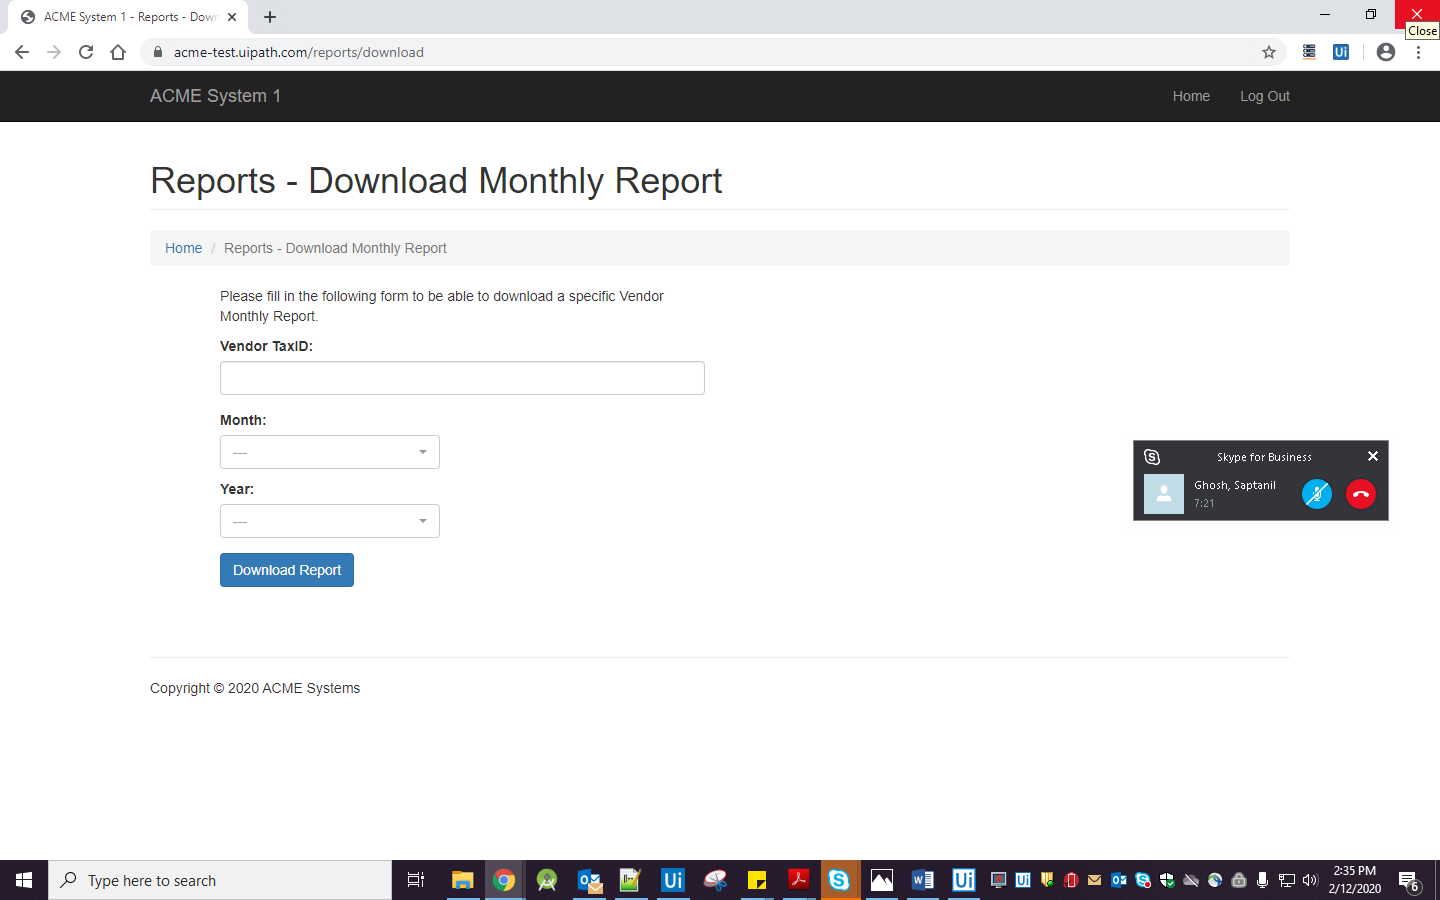 ACME System 1 - Reports - Dow
Close
acme-test.uipath.com/reports/download
Ui
ACME System 1
Home
Log Out
Reports - Download Monthly Report
Home / Reports - Download Monthly Report
Please fill in the following form to be able to download a specific Vendor
Monthly Report.
Vendor TaxID:
Month:
---
Year:
---
Download Report
Skype for Business
Ghosh, Saptanil
7:21
Copyright © 2020 ACME Systems
Type here to search
Ui
Ui
2:35 PM
2/12/2020
6